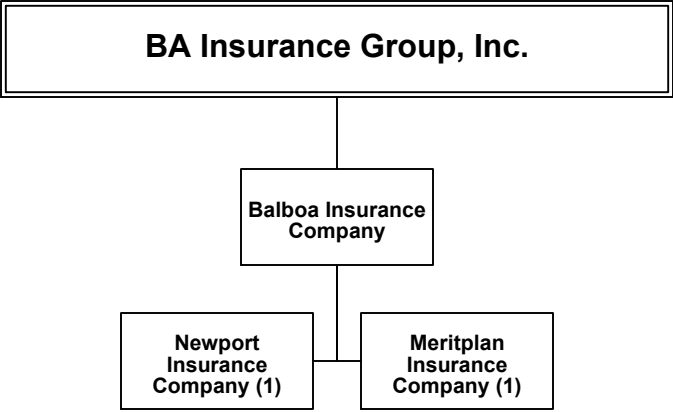 BA Insurance Group, Inc.
Balboa Insurance
Company
Newport
Insurance
Company (1)
Meritplan
Insurance
Company (1)